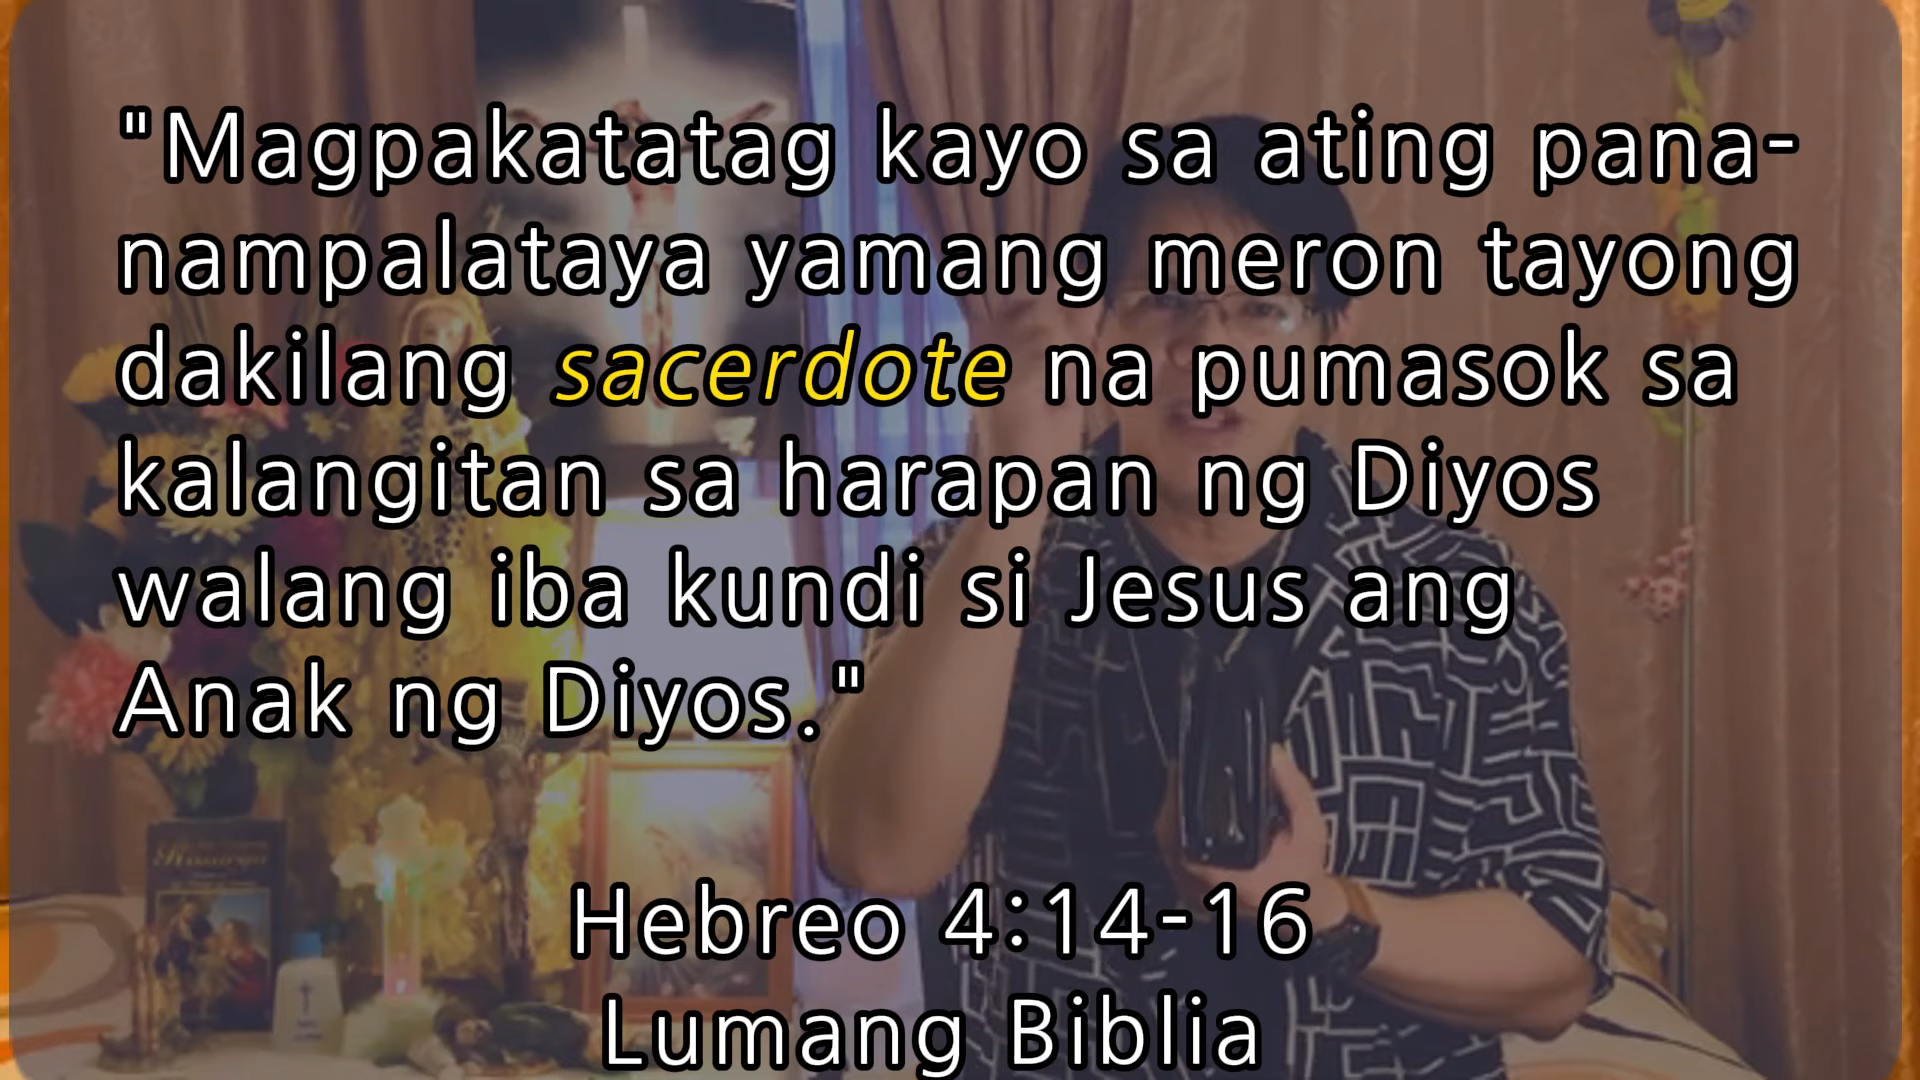 "Magpakatatag kayo sa ating pana-
nampalataya yamang meron tayong
dakilang sacerdote na pumasok sa
kalangitan sa harapan ng Diyos
walang iba kundi si Jesus ang
Anak ng Diyos."
Hebreo 4:14-16
Lumang Biblia